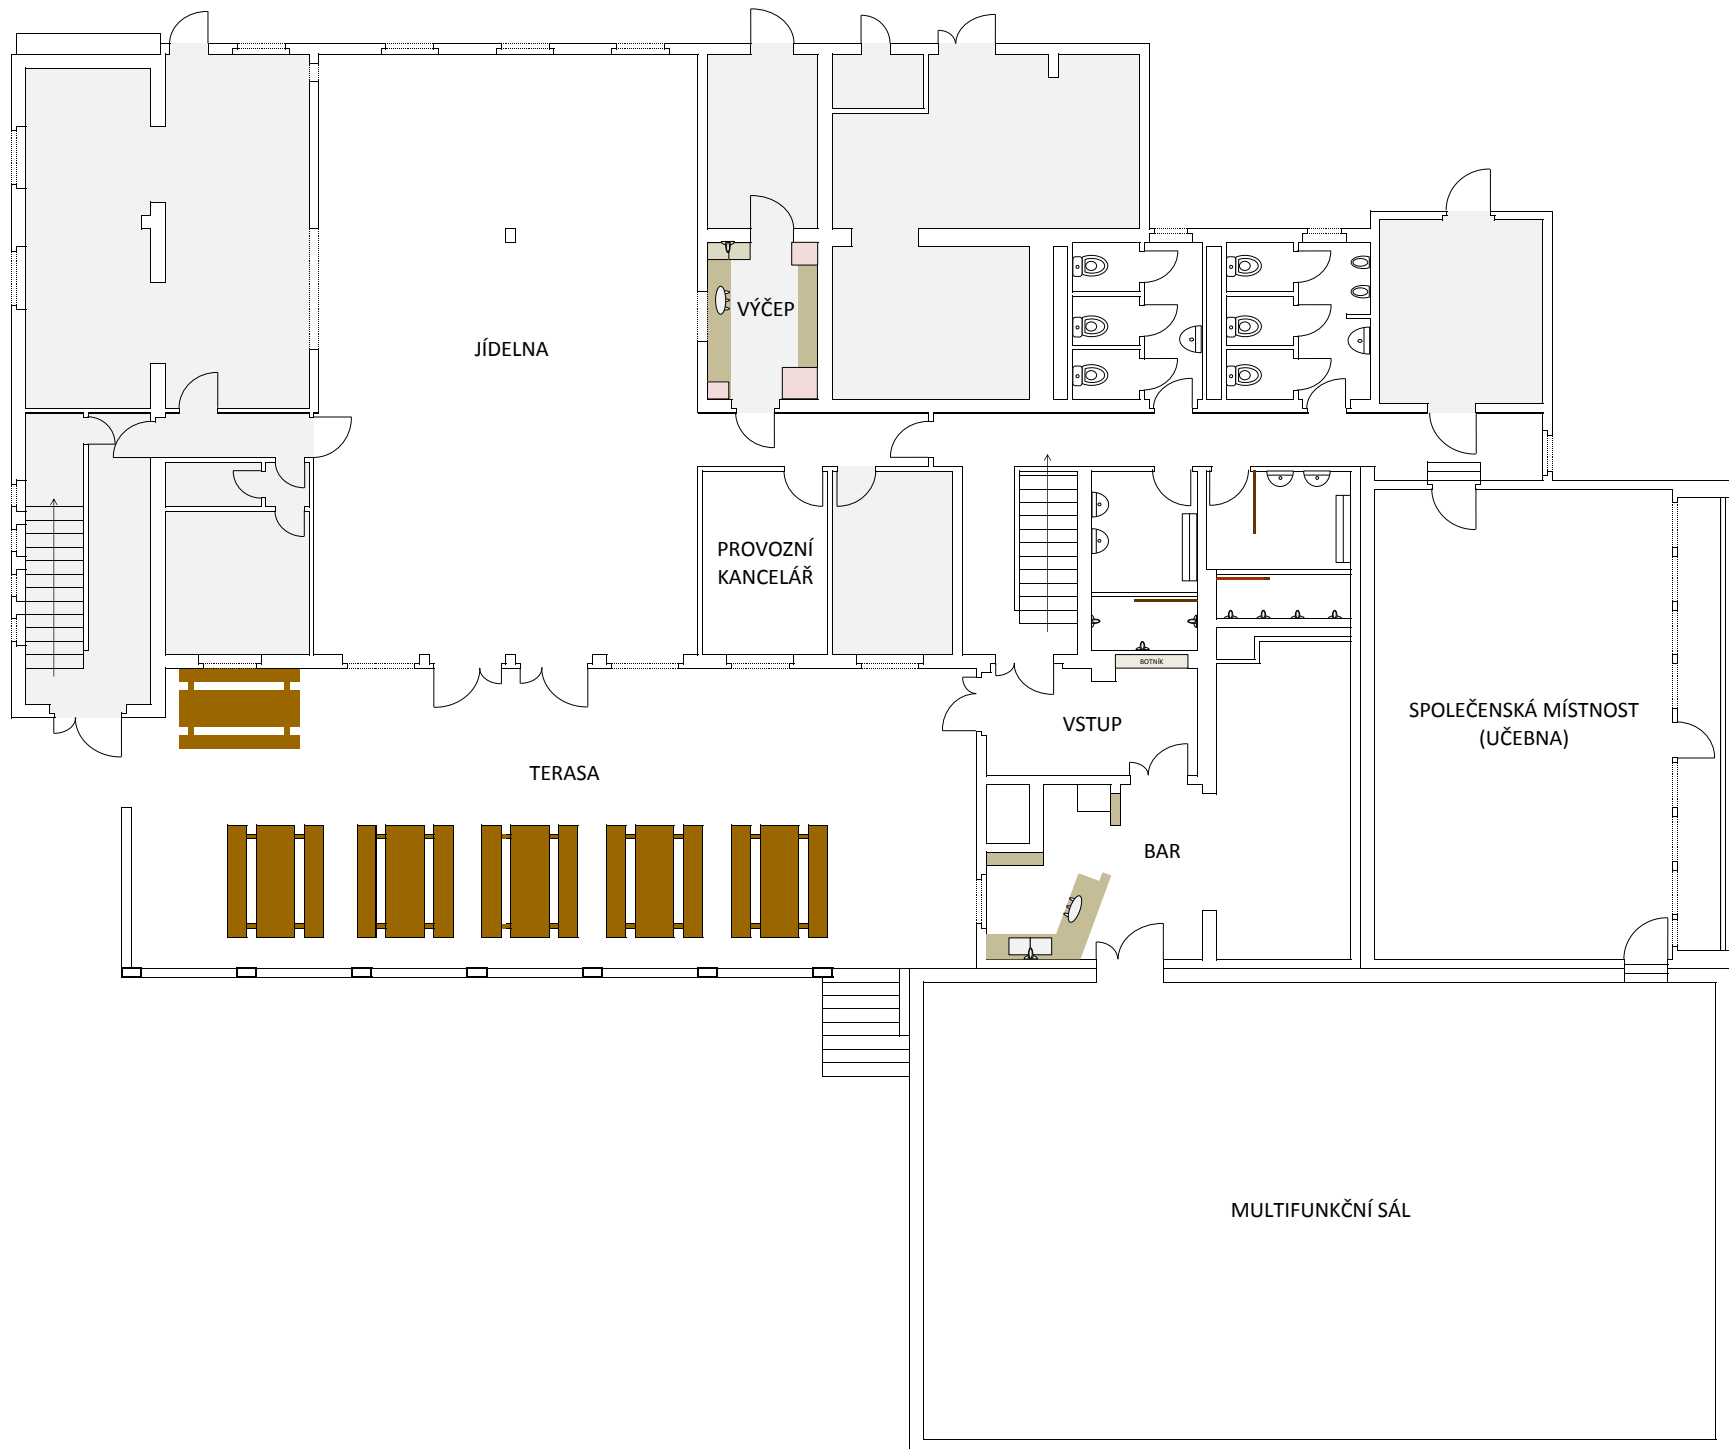 VÝČEP
JÍDELNA
PROVOZNÍ
KANCELÁŘ
BOTNÍK
VSTUP
SPOLEČENSKÁ MÍSTNOST
(UČEBNA)
TERASA
BAR
MULTIFUNKČNÍ SÁL